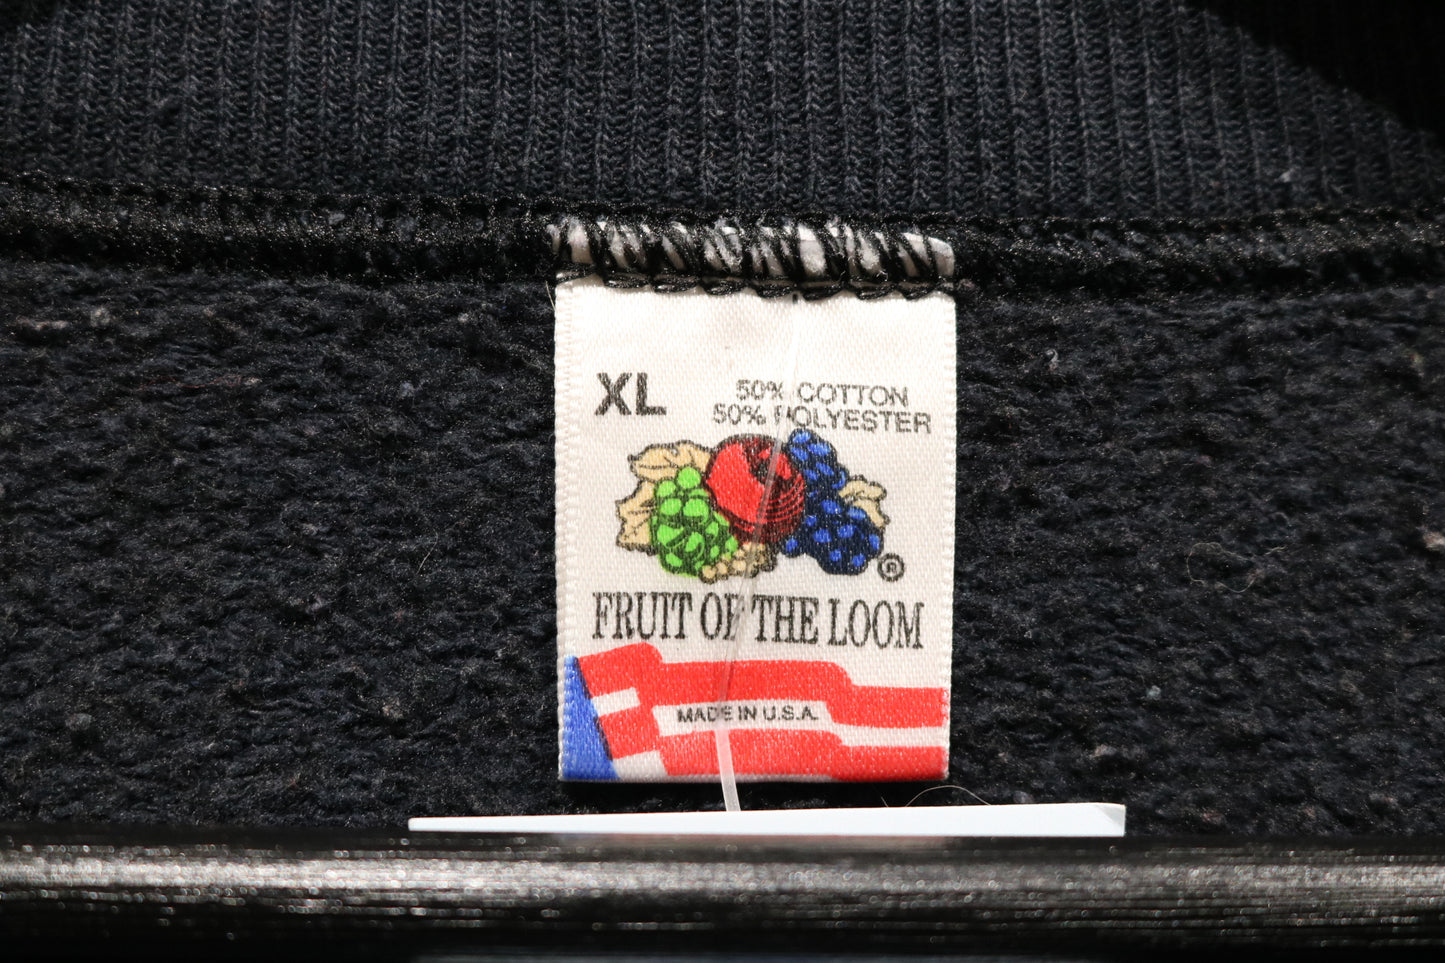 XL
50% COTTON
50% POLYESTER
®
FRUIT OF THE LOOM
MADE IN U.S.A.